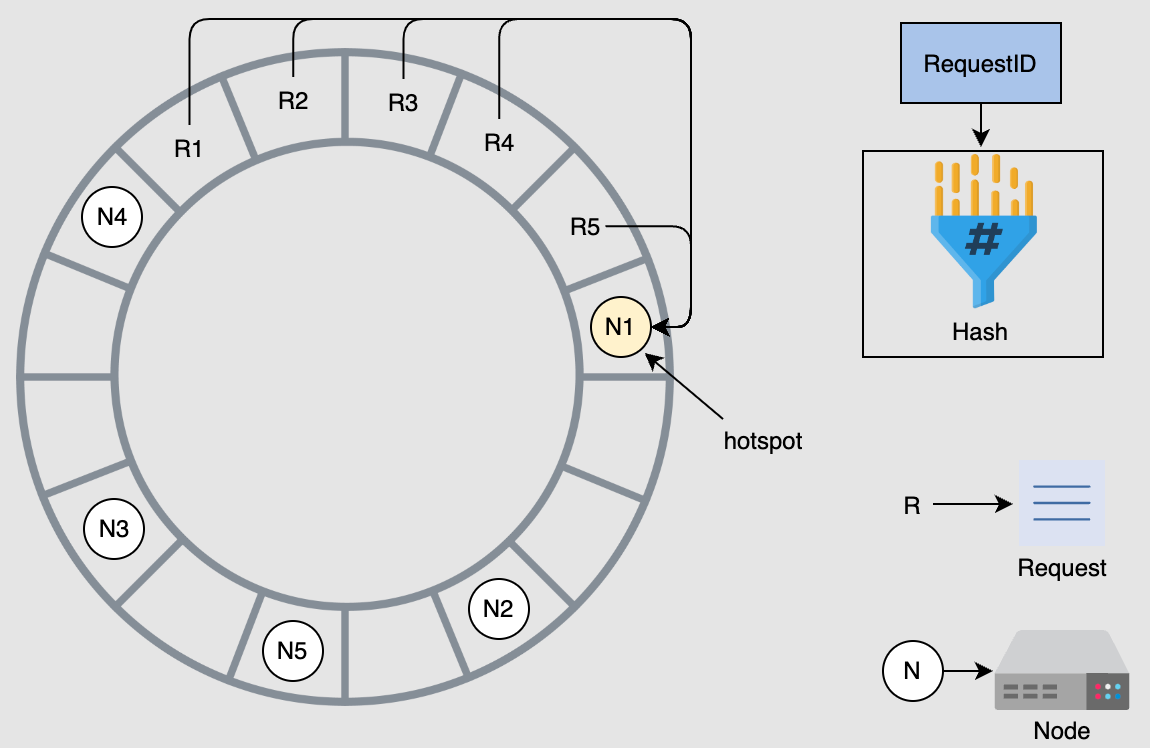 R1
R2
R3
R4
R5
N4
N1
hotspot
N3
N5
N2
RequestID
#
Hash
R
Request
N
Node